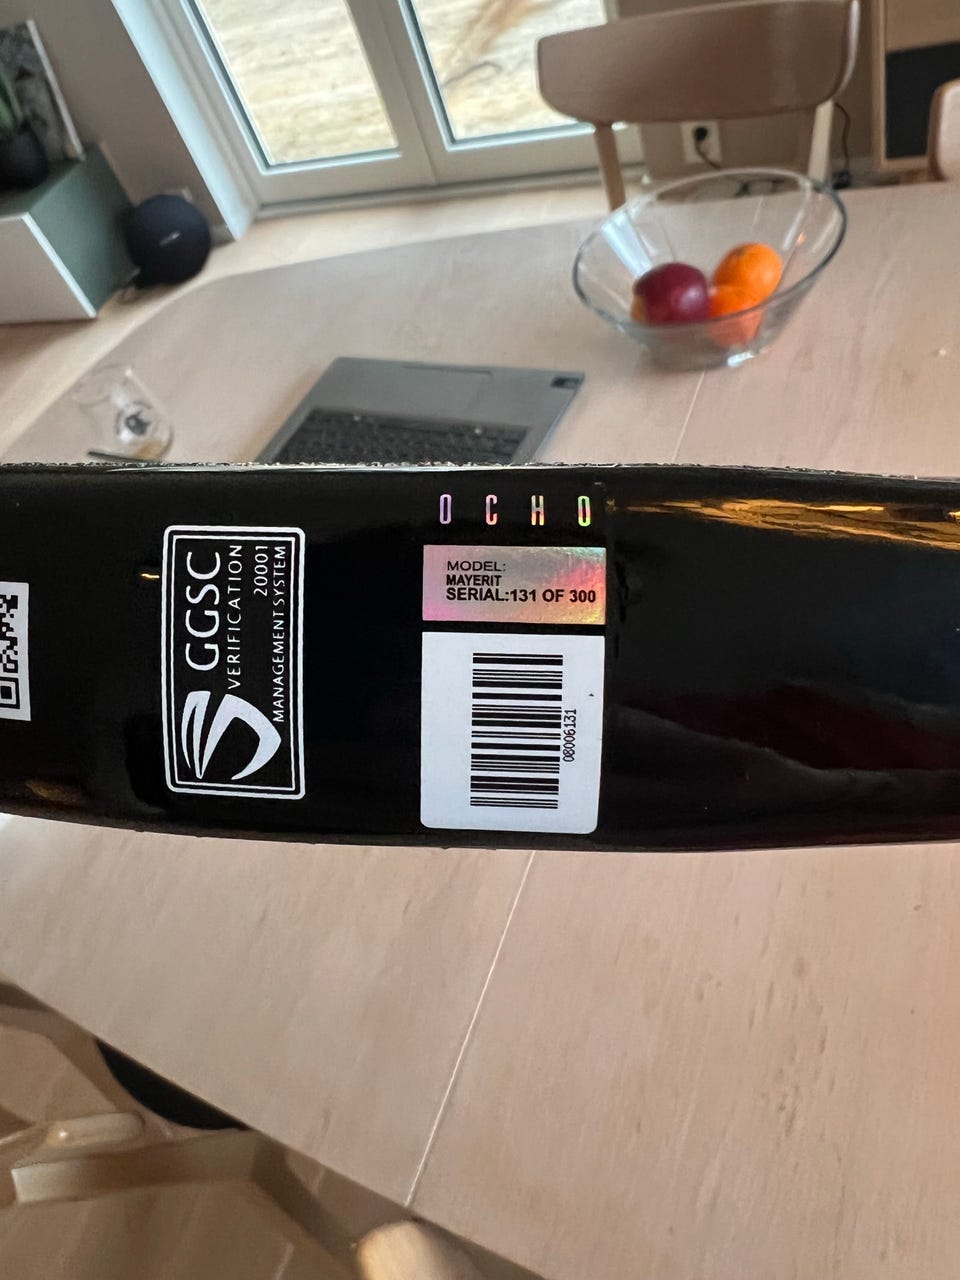 GGSC
VERIFICATION
20001
MANAGEMENT SYSTEM
OCHO
MODEL:
MAYERIT
SERIAL:131 OF 300
08006131